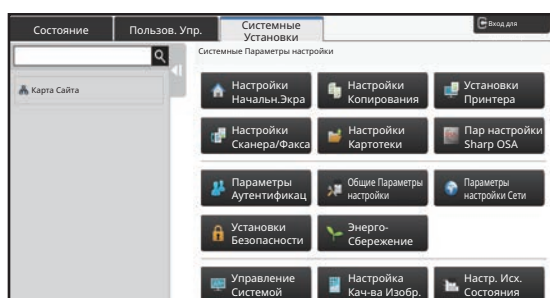 Состояние
Пользов. Упр.
Системные
Установки
Вход для
Системные Параметры настройки
Карта Сайта
Настройки
Начальн.Экра
Настройки
Копирования
Установки
Принтера
Настройки
Сканера/Факса
Настройки
Картотеки
Пар настройки
Sharp OSA
Параметры
Аутентификац
Общие Параметры
настройки
Параметры
настройки Сети
Установки
Безопасности
Энерго-
Сбережение
Управление
Системой
Настройка
Кач-ва Изобр.
Настр. Исх.
Состояния